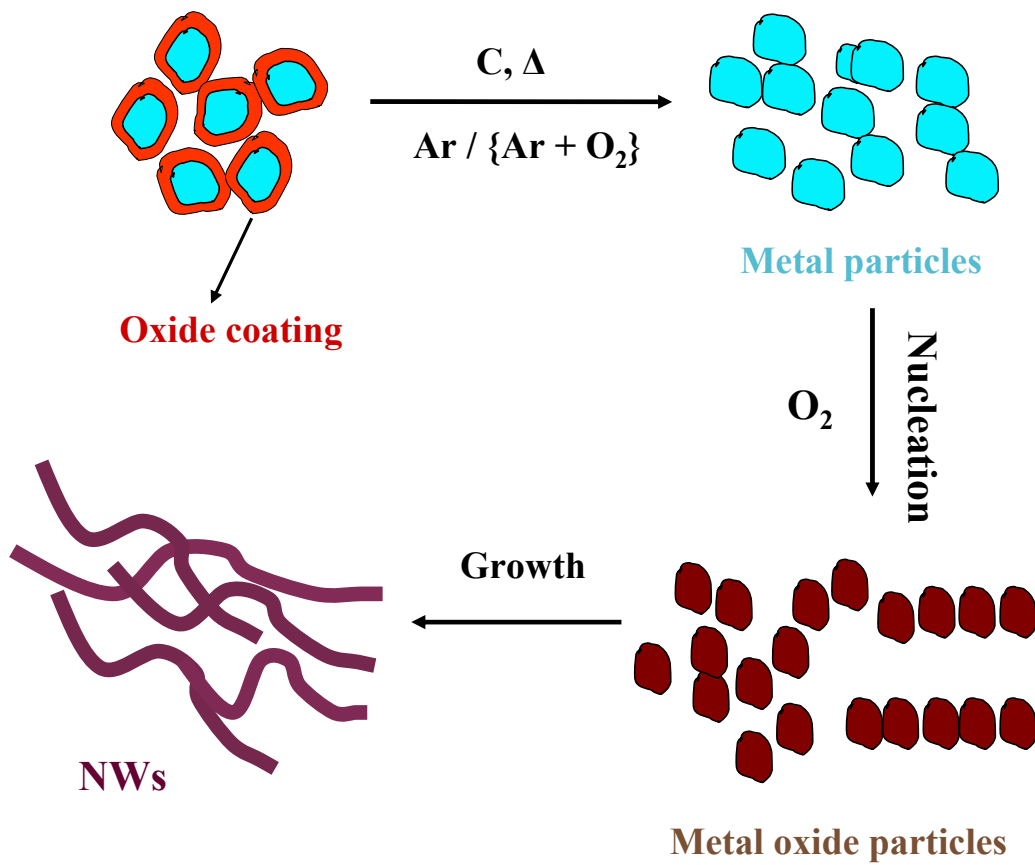 C, Δ
Ar / {Ar + O₂}
Metal particles
Oxide coating
Nucleation
O₂
Growth
NWs
Metal oxide particles